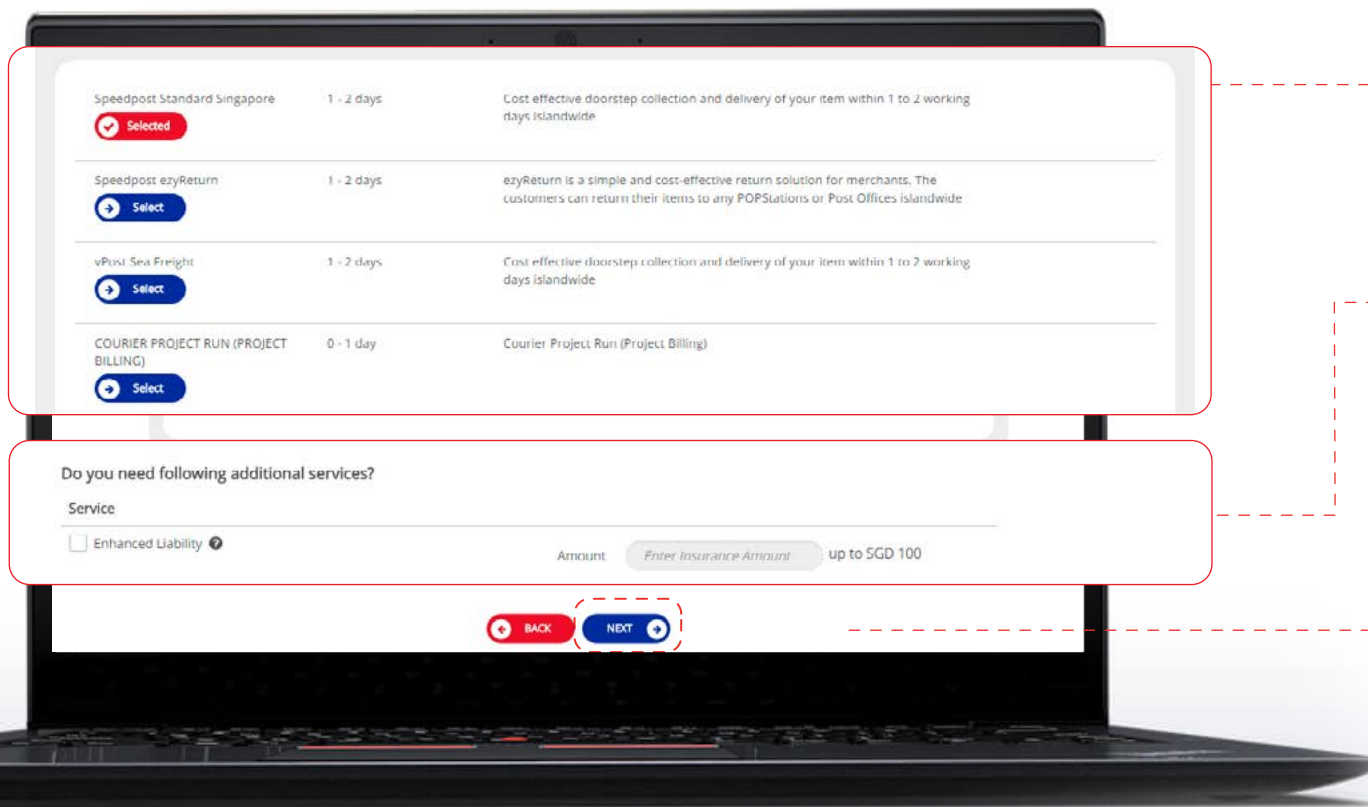 Speedpost Standard Singapore
1 - 2 days
Cost effective doorstep collection and delivery of your item within 1 to 2 working
days islandwide
Selected
Speedpost ezyReturn
1 - 2 days
ezyReturn is a simple and cost-effective return solution for merchants. The
customers can return their items to any POPStations or Post Offices islandwide
Select
vPost Sea Freight
1 - 2 days
Cost effective doorstep collection and delivery of your item within 1 to 2 working
days islandwide
Select
COURIER PROJECT RUN (PROJECT
BILLING)
0 - 1 day
Courier Project Run (Project Billing)
Select
Do you need following additional services?
Service
Enhanced Liability ?
Amount Enter Insurance Amount up to SGD 100
BACK NEXT